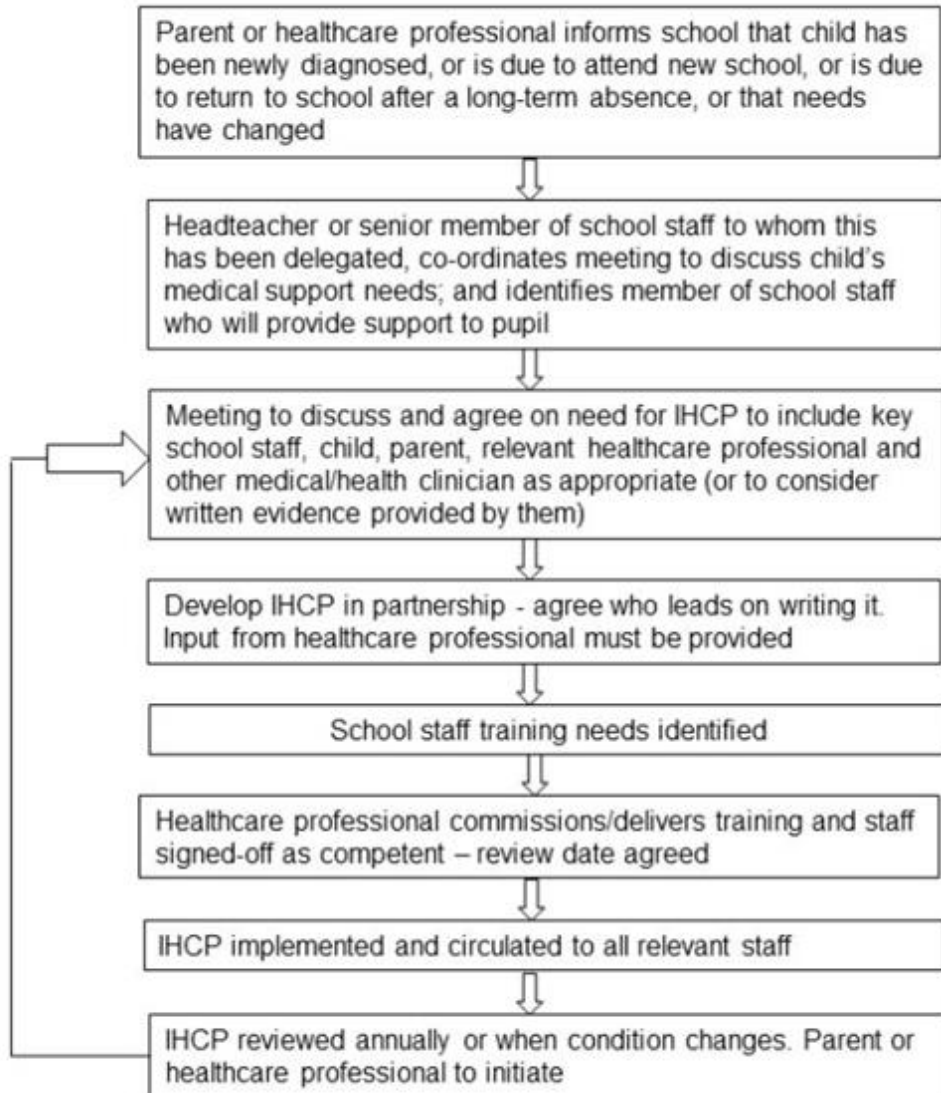 Parent or healthcare professional informs school that child has
been newly diagnosed, or is due to attend new school, or is due
to return to school after a long-term absence, or that needs
have changed
Headteacher or senior member of school staff to whom this
has been delegated, co-ordinates meeting to discuss child's
medical support needs; and identifies member of school staff
who will provide support to pupil
Meeting to discuss and agree on need for IHCP to include key
school staff, child, parent, relevant healthcare professional and
other medical/health clinician as appropriate (or to consider
written evidence provided by them)
Develop IHCP in partnership - agree who leads on writing it.
Input from healthcare professional must be provided
School staff training needs identified
Healthcare professional commissions/delivers training and staff
signed-off as competent – review date agreed
IHCP implemented and circulated to all relevant staff
IHCP reviewed annually or when condition changes. Parent or
healthcare professional to initiate